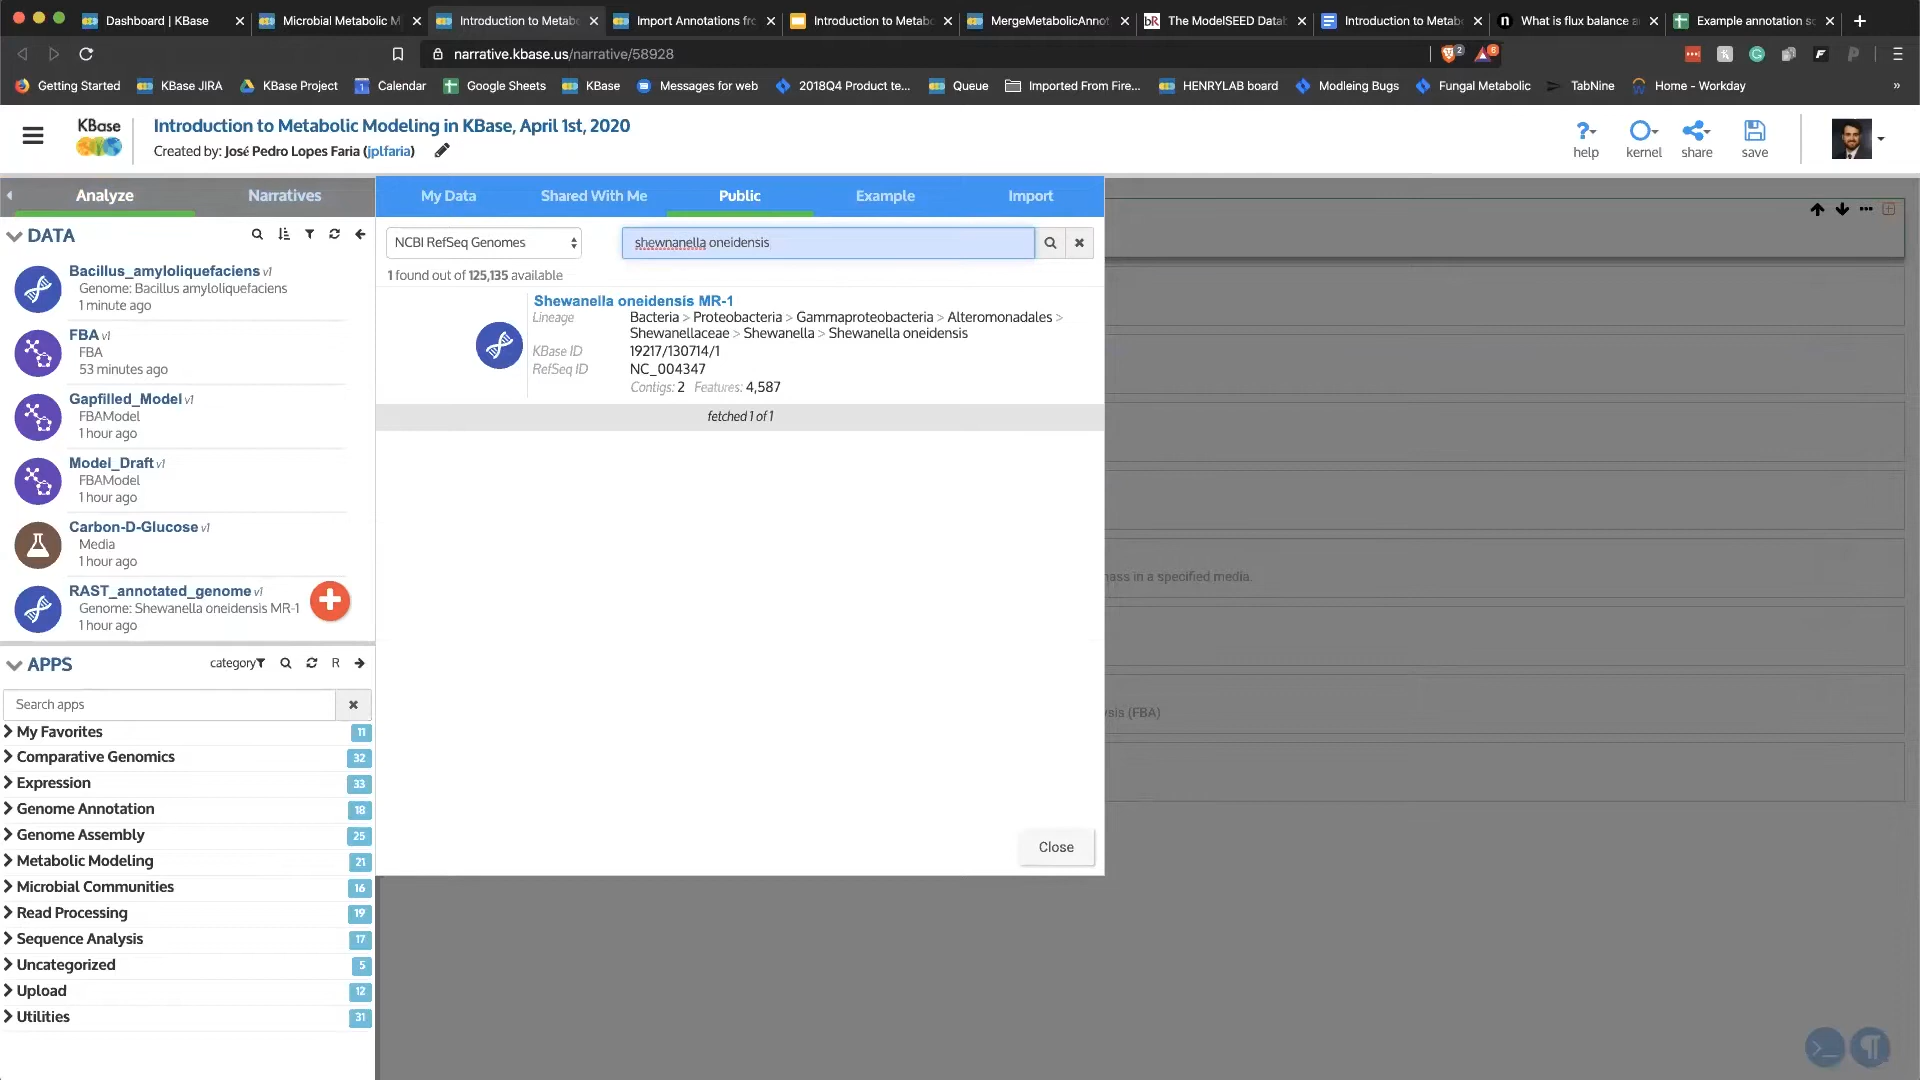 Dashboard | KBase
Microbial Metabolic M
Introduction to Metab
Import Annotations fro
Introduction to Metab
MergeMetabolicAnnot
bR The ModelSEED Datab
Introduction to Metab
n What is flux balance a
Example annotation sc
narrative.kbase.us/narrative/58928
2
6
Getting Started
KBase JIRA
KBase Project
Calendar
Google Sheets
KBase
Messages for web
2018Q4 Product te...
Queue
Imported From Fire...
HENRYLAB board
Modleing Bugs
Fungal Metabolic
TabNine
Home - Workday
»
KBase
Introduction to Metabolic Modeling in KBase, April 1st, 2020
Created by: José Pedro Lopes Faria (jplfaria)
help
kernel
share
save
Analyze
Narratives
My Data
Shared With Me
Public
Example
Import
DATA
Bacillus_amyloliquefaciens v1
Genome: Bacillus amyloliquefaciens
1 minute ago
FBA v1
FBA
53 minutes ago
Gapfilled_Model v1
FBAModel
1 hour ago
Model_Draft v1
FBAModel
1 hour ago
Carbon-D-Glucose v1
Media
1 hour ago
RAST_annotated_genome v1
Genome: Shewanella oneidensis MR-1
1 hour ago
NCBI RefSeq Genomes
shewnanella oneidensis
1 found out of 125,135 available
Shewanella oneidensis MR-1
Lineage Bacteria > Proteobacteria > Gammaproteobacteria > Alteromonadales >
Shewanellaceae > Shewanella > Shewanella oneidensis
KBase ID 19217/130714/1
RefSeq ID NC_004347
Contigs: 2 Features: 4,587
fetched 1 of 1
Close
ass in a specified media.
sis (FBA)
APPS
category
R
Search apps
My Favorites 11
Comparative Genomics 32
Expression 33
Genome Annotation 18
Genome Assembly 25
Metabolic Modeling 21
Microbial Communities 16
Read Processing 19
Sequence Analysis 17
Uncategorized 5
Upload 12
Utilities 31